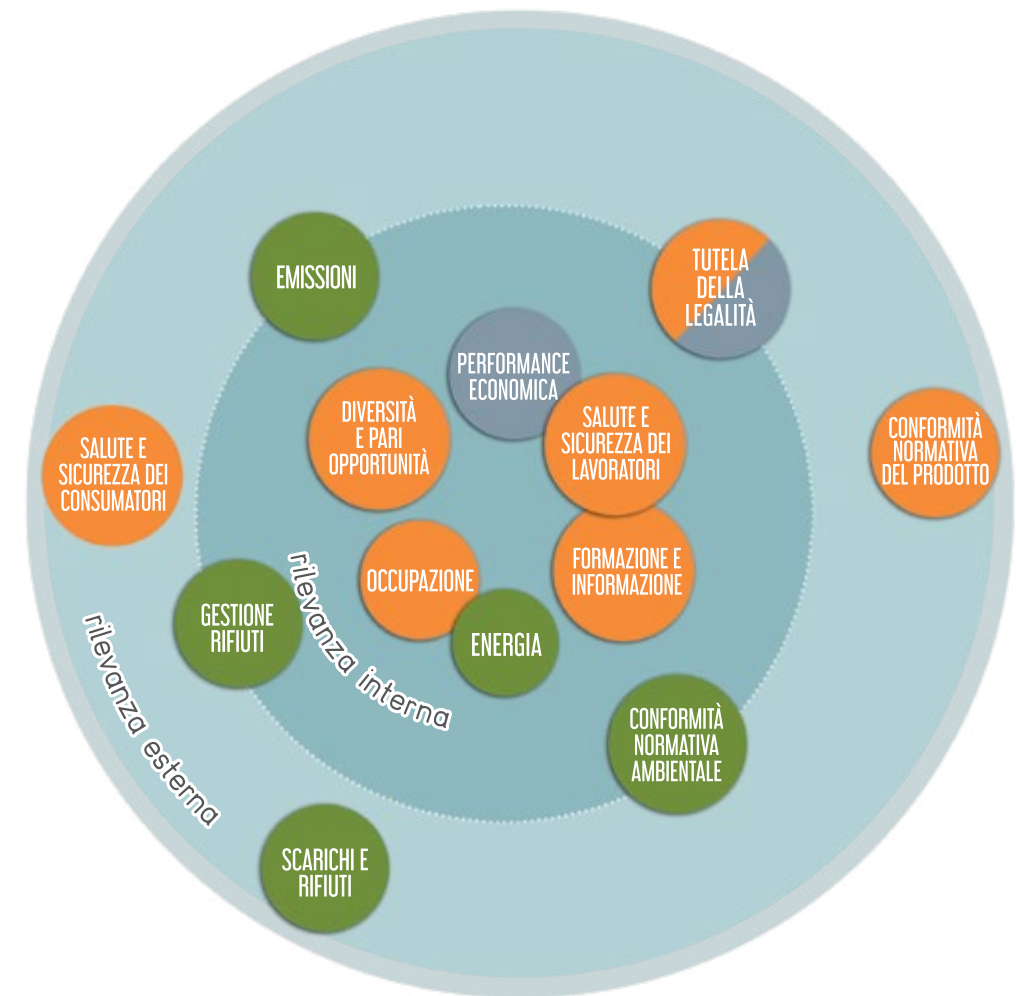 EMISSIONI
TUTELA
DELLA
LEGALITÀ
PERFORMANCE
ECONOMICA
DIVERSITÀ
E PARI
OPPORTUNITÀ
SALUTE E
SICUREZZA DEI
LAVORATORI
SALUTE E
SICUREZZA DEI
CONSUMATORI
CONFORMITÀ
NORMATIVA
DEL PRODOTTO
OCCUPAZIONE
FORMAZIONE E
INFORMAZIONE
GESTIONE
RIFIUTI
ENERGIA
rilevanza interna
rilevanza esterna
CONFORMITÀ
NORMATIVA
AMBIENTALE
SCARICHI E
RIFIUTI